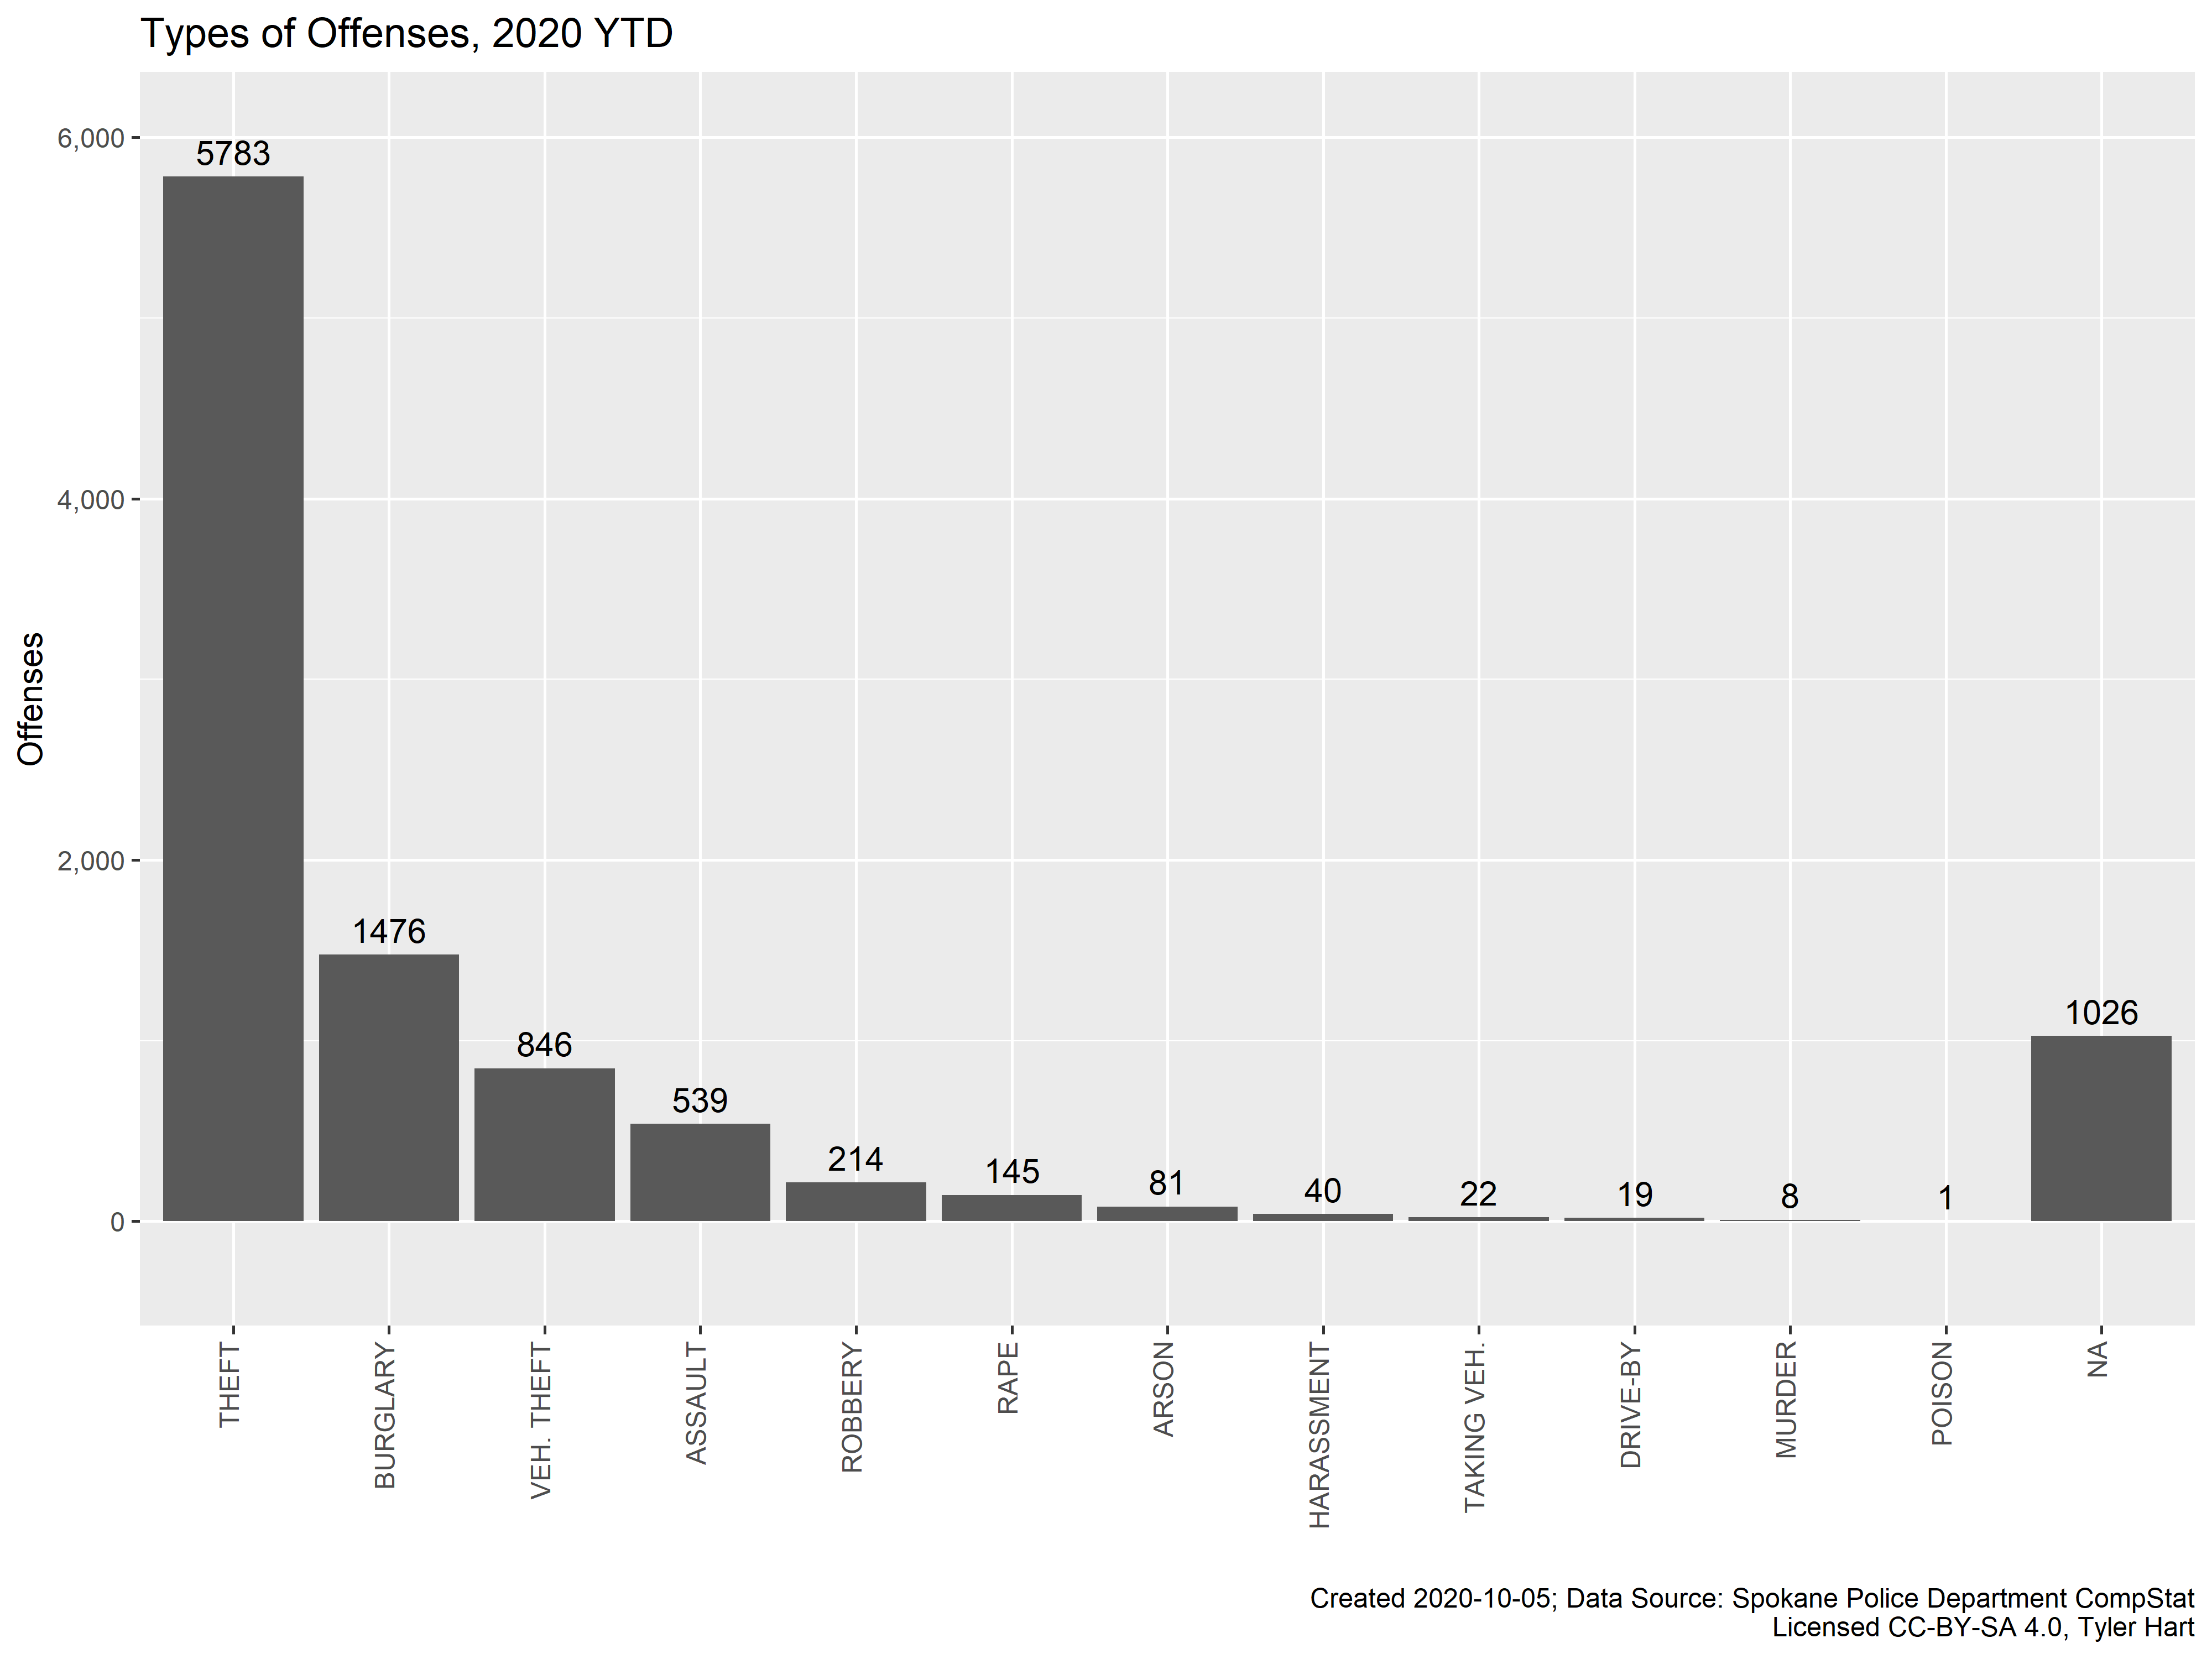 Types of Offenses, 2020 YTD
6,000
4,000
2,000
0
Offenses
5783
1476
846
539
214
145
81
40
22
19
8
1
1026
THEFT
BURGLARY
VEH. THEFT
ASSAULT
ROBBERY
RAPE
ARSON
HARASSMENT
TAKING VEH.
DRIVE-BY
MURDER
POISON
NA
Created 2020-10-05; Data Source: Spokane Police Department CompStat
Licensed CC-BY-SA 4.0, Tyler Hart